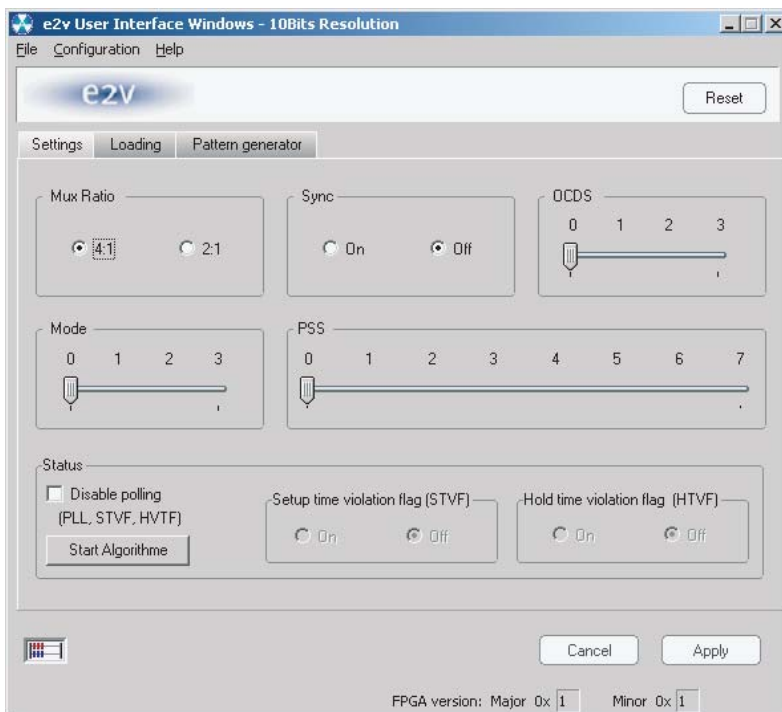 e2v User Interface Windows - 10Bits Resolution
File Configuration Help
e2v
Reset
Settings Loading Pattern generator
Mux Ratio
4:1 2:1
Sync
On Off
OCDS
0 1 2 3
Mode
0 1 2 3
PSS
0 1 2 3 4 5 6 7
Status
Disable polling
(PLL, STVF, HVTF)
Start Algorithme
Setup time violation flag (STVF)
On Off
Hold time violation flag (HTVF)
On Off
Cancel Apply
FPGA version: Major 0x 1 Minor 0x 1